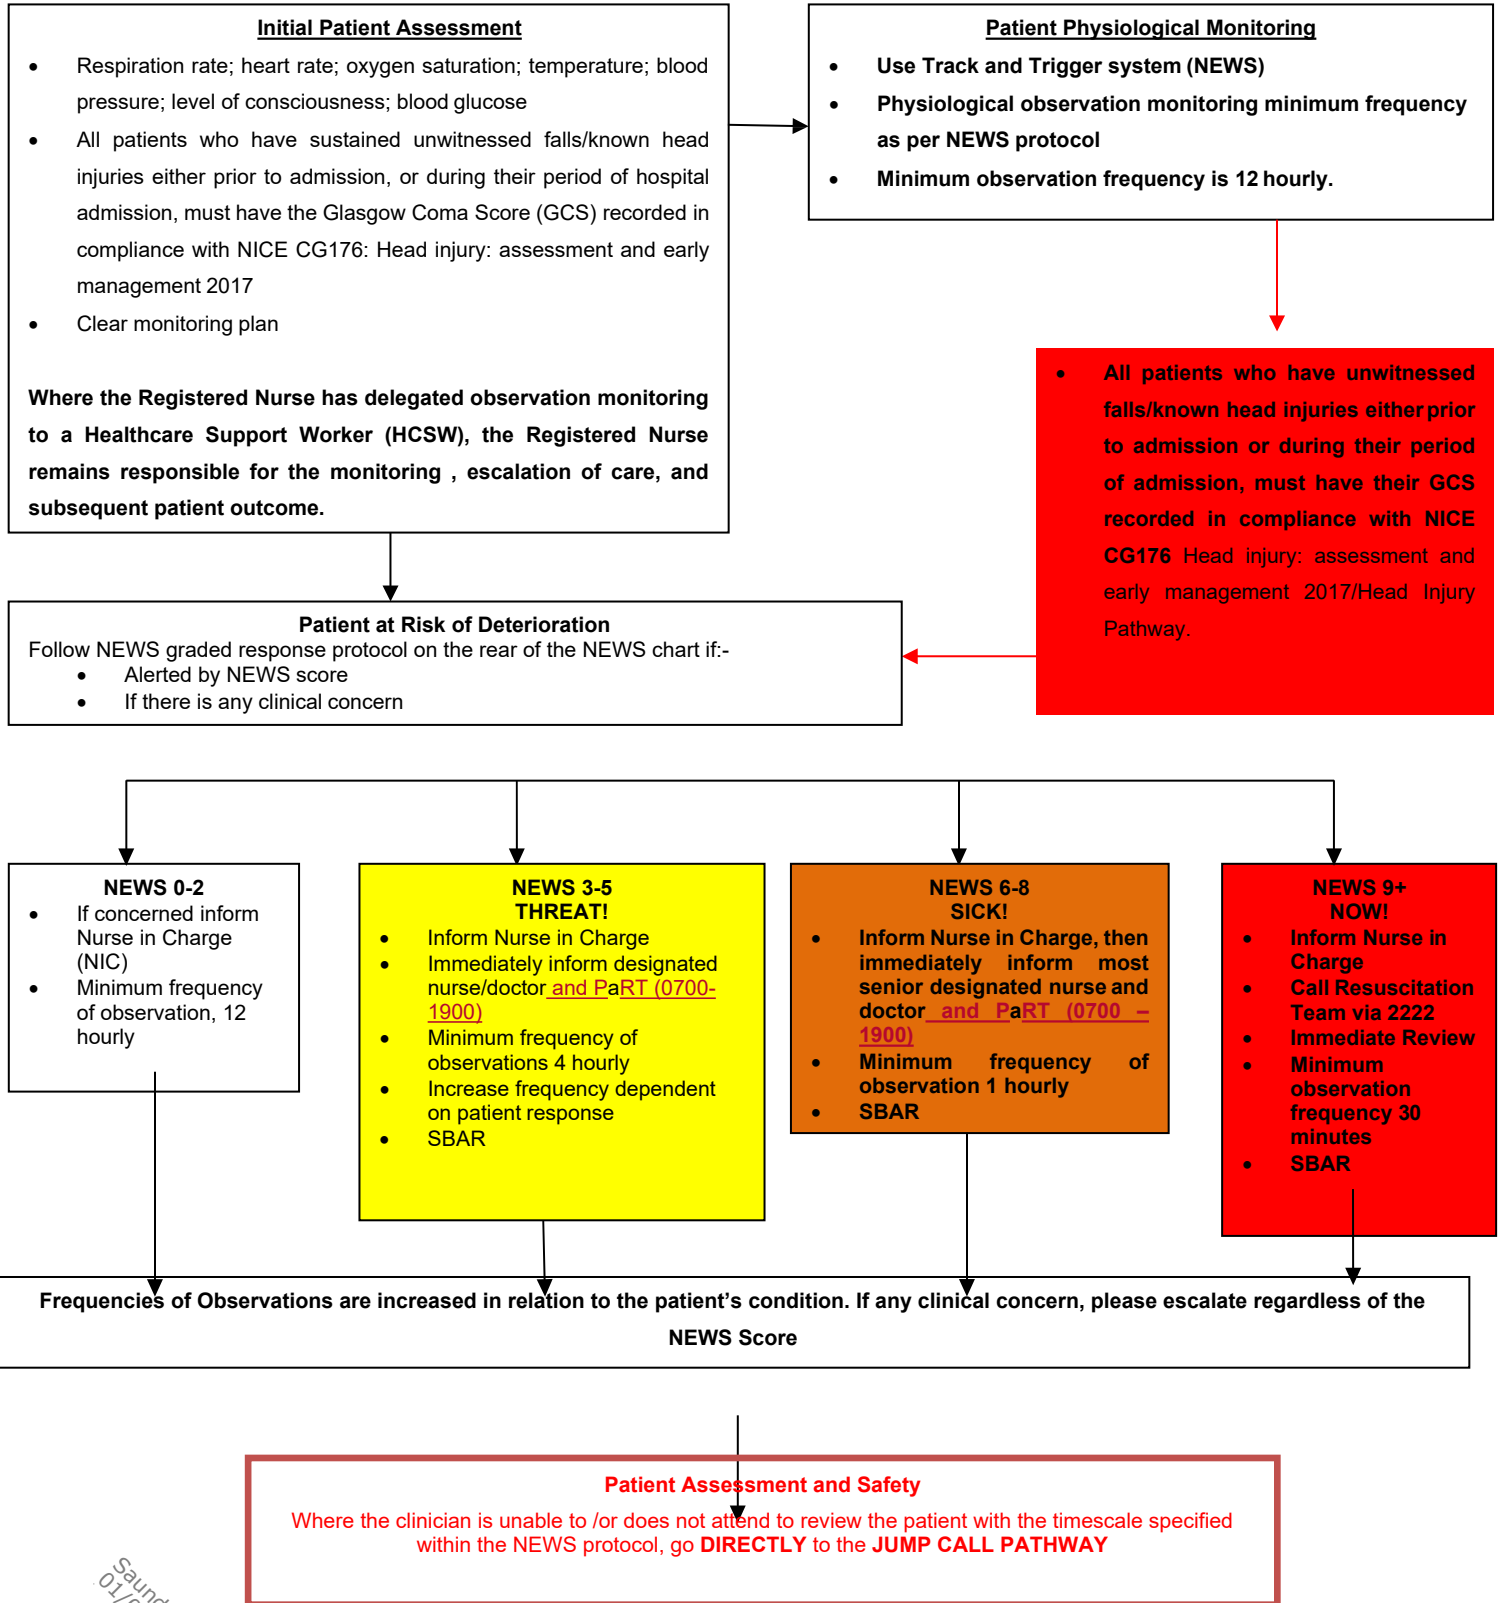 Initial Patient Assessment
• Respiration rate; heart rate; oxygen saturation; temperature; blood
pressure; level of consciousness; blood glucose
• All patients who have sustained unwitnessed falls/known head
injuries either prior to admission, or during their period of hospital
admission, must have the Glasgow Coma Score (GCS) recorded in
compliance with NICE CG176: Head injury: assessment and early
management 2017
• Clear monitoring plan
Where the Registered Nurse has delegated observation monitoring
to a Healthcare Support Worker (HCSW), the Registered Nurse
remains responsible for the monitoring , escalation of care, and
subsequent patient outcome.
Patient Physiological Monitoring
• Use Track and Trigger system (NEWS)
• Physiological observation monitoring minimum frequency
as per NEWS protocol
• Minimum observation frequency is 12 hourly.
• All patients who have unwitnessed
falls/known head injuries either prior
to admission or during their period
of admission, must have their GCS
recorded in compliance with NICE
CG176 Head injury: assessment and
early management 2017/Head Injury
Pathway.
Patient at Risk of Deterioration
Follow NEWS graded response protocol on the rear of the NEWS chart if:-
• Alerted by NEWS score
• If there is any clinical concern
NEWS 0-2
• If concerned inform
Nurse in Charge
(NIC)
• Minimum frequency
of observation, 12
hourly
NEWS 3-5
THREAT!
• Inform Nurse in Charge
• Immediately inform designated
nurse/doctor and PaRT (0700-
1900)
• Minimum frequency of
observations 4 hourly
• Increase frequency dependent
on patient response
• SBAR
NEWS 6-8
SICK!
• Inform Nurse in Charge, then
immediately inform most
senior designated nurse and
doctor and PaRT (0700 –
1900)
• Minimum frequency of
observation 1 hourly
• SBAR
NEWS 9+
NOW!
• Inform Nurse in
Charge
• Call Resuscitation
Team via 2222
• Immediate Review
• Minimum
observation
frequency 30
minutes
• SBAR
Frequencies of Observations are increased in relation to the patient's condition. If any clinical concern, please escalate regardless of the
NEWS Score
Patient Assessment and Safety
Where the clinician is unable to /or does not attend to review the patient with the timescale specified
within the NEWS protocol, go DIRECTLY to the JUMP CALL PATHWAY